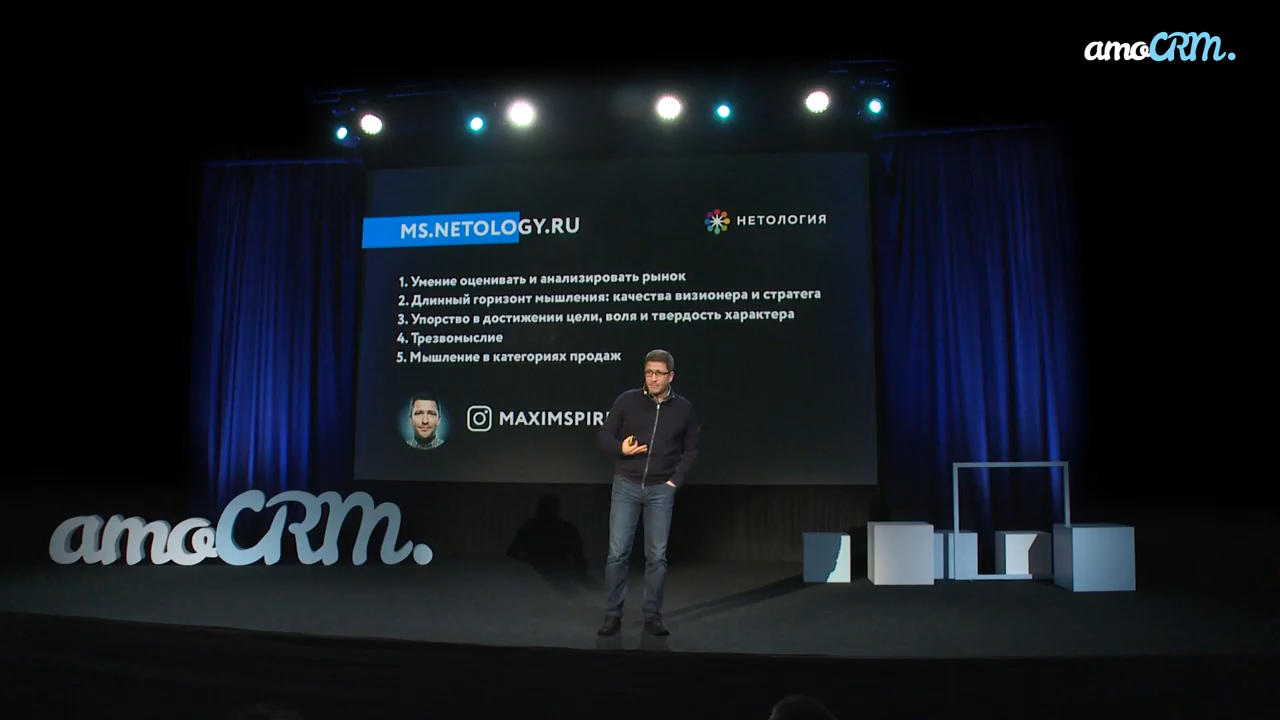 amoCRM.
MS.NETOLOGY.RU
НЕТОЛОГИЯ
1. Умение оценивать и анализировать рынок
2. Длинный горизонт мышления: качества визионера и стратега
3. Упорство в достижении цели, воля и твердость характера
4. Трезвомыслие
5. Мышление в категориях продаж
amoCRM.